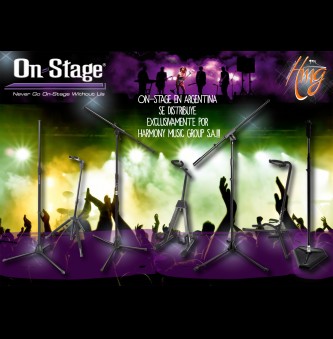 On-Stage®
Never Go On-Stage Without Us
Hmg
ON-STAGE EN ARGENTINA
SE DISTRIBUYE
EXCLUSIVAMENTE POR
HARMONY MUSIC GROUP S.A.!!!